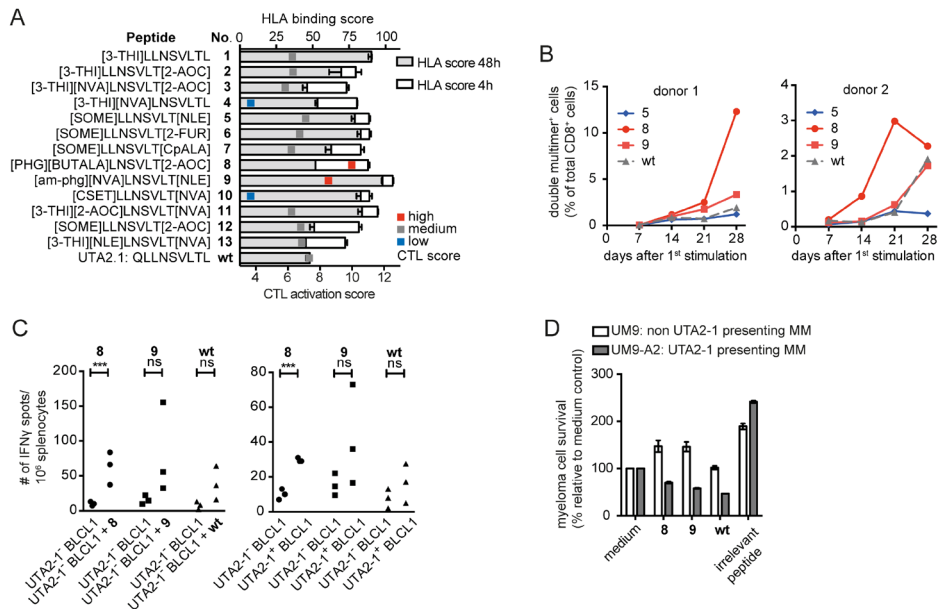 A
HLA binding score
Peptide No. 0 25 50 75 100
[3-THI]LLNSVLTL 1
[3-THI]LLNSVLT[2-AOC] 2
[3-THI][NVA]LNSVLT[2-AOC] 3
[3-THI][NVA]LNSVLTL 4
[SOME]LLNSVLT[NLE] 5
[SOME]LLNSVLT[2-FUR] 6
[SOME]LLNSVLT[CpALA] 7
[PHG][BUTALA]LNSVLT[2-AOC] 8
[am-phg][NVA]LNSVLT[NLE] 9
[CSET]LLNSVLT[NVA] 10
[3-THI][2-AOC]LNSVLT[NVA] 11
[SOME]LLNSVLT[2-AOC] 12
[3-THI][NLE]LNSVLT[NVA] 13
UTA2.1: QLLNSVLTL wt
4 6 8 10 12
CTL activation score
HLA score 48h
HLA score 4h
high
medium
low
CTL score
B
double multimer⁺ cells
(% of total CD8⁺ cells)
donor 1
5
8
9
wt
15
10
5
0
0 7 14 21 28
days after 1st stimulation
donor 2
5
8
9
wt
4
3
2
1
0
0 7 14 21 28
days after 1st stimulation
C
# of IFNγ spots/
10⁶ splenocytes
8 9 wt
*** ns ns
200
150
100
50
0
UTA2-1⁻ BLCL1
UTA2-1⁻ BLCL1 + 8
UTA2-1⁻ BLCL1
UTA2-1⁻ BLCL1 + 9
UTA2-1⁻ BLCL1
UTA2-1⁻ BLCL1 + wt
8 9 wt
*** ns ns
80
60
40
20
0
UTA2-1⁻ BLCL1
UTA2-1⁺ BLCL1
UTA2-1⁻ BLCL1
UTA2-1⁺ BLCL1
UTA2-1⁻ BLCL1
UTA2-1⁺ BLCL1
D
UM9: non UTA2-1 presenting MM
UM9-A2: UTA2-1 presenting MM
myeloma cell survival
(% relative to medium control)
300
200
100
0
medium
8
9
wt
irrelevant
peptide